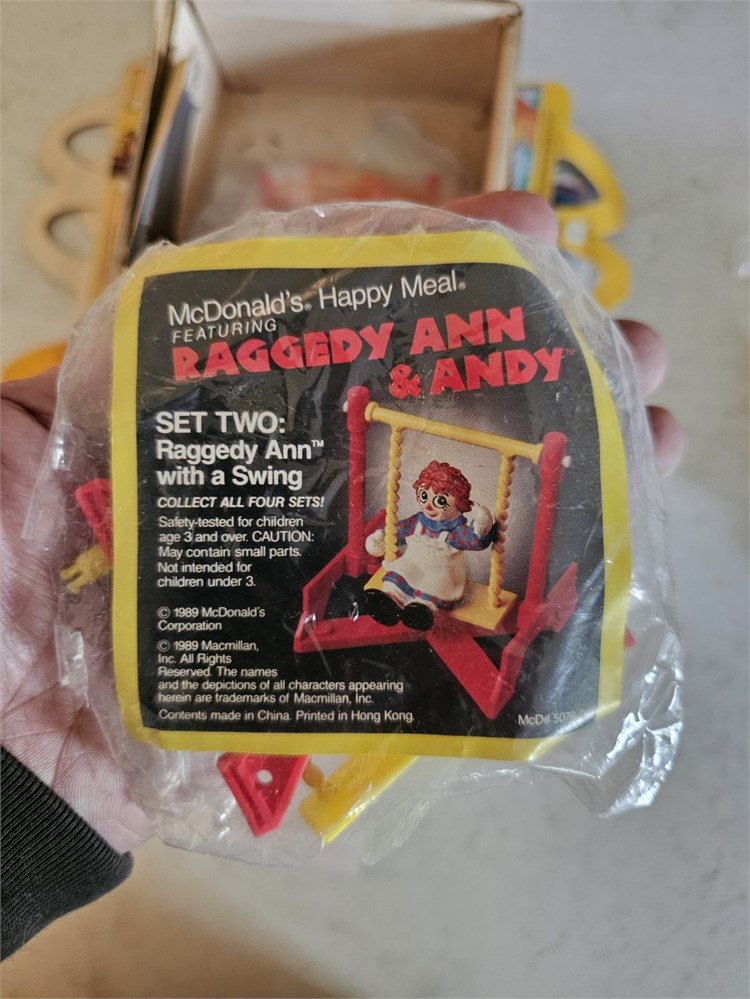 McDonald's® Happy Meal®
FEATURING
RAGGEDY ANN
& ANDY™
SET TWO:
Raggedy Ann™
with a Swing
COLLECT ALL FOUR SETS!
Safety-tested for children
age 3 and over. CAUTION:
May contain small parts.
Not intended for
children under 3.
© 1989 McDonald's
Corporation
© 1989 Macmillan,
Inc. All Rights
Reserved. The names
and the depictions of all characters appearing
herein are trademarks of Macmillan, Inc.
Contents made in China. Printed in Hong Kong
McD#